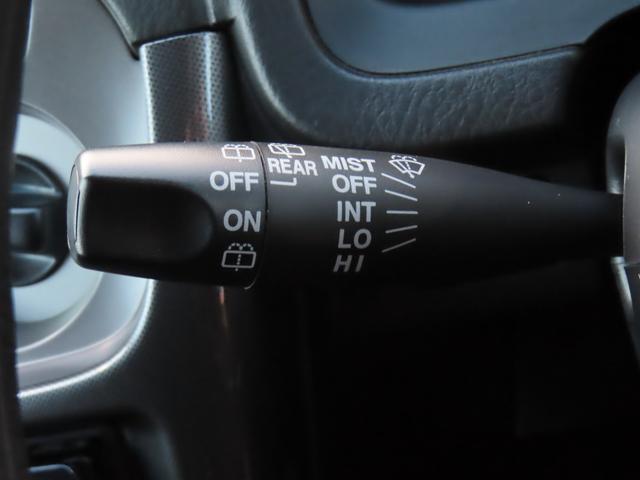 REAR
OFF
ON
MIST
OFF
INT
LO
HI